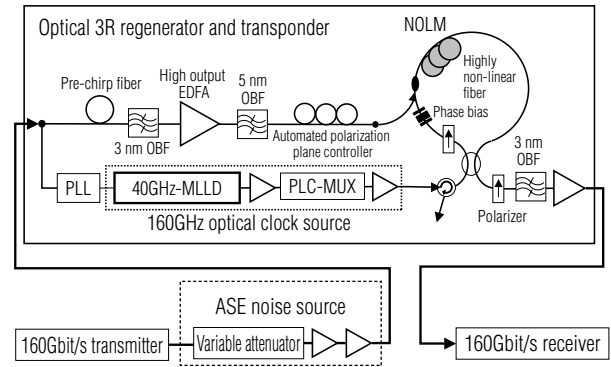 Optical 3R regenerator and transponder
NOLM
Highly
non-linear
fiber
Pre-chirp fiber
High output
EDFA
5 nm
OBF
Phase bias
3 nm OBF
Automated polarization
plane controller
3 nm
OBF
PLL
40GHz-MLLD
PLC-MUX
160GHz optical clock source
Polarizer
ASE noise source
160Gbit/s transmitter
Variable attenuator
160Gbit/s receiver